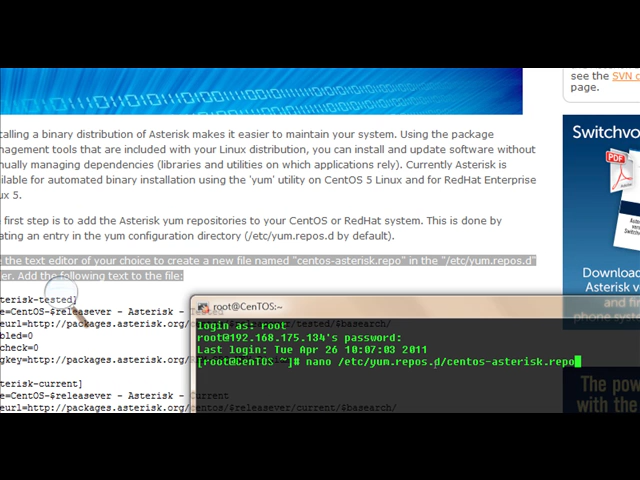 see the SVN
page.
Switchvo
PDF
talling a binary distribution of Asterisk makes it easier to maintain your system. Using the package
nagement tools that are included with your Linux distribution, you can install and update software without
nually managing dependencies (libraries and utilities on which applications rely). Currently Asterisk is
ilable for automated binary installation using the 'yum' utility on CentOS 5 Linux and for RedHat Enterprise
ux 5.
first step is to add the Asterisk yum repositories to your CentOS or RedHat system. This is done by
ating an entry in the yum configuration directory (/etc/yum.repos.d by default).
the text editor of your choice to create a new file named "centos-asterisk.repo" in the "/etc/yum.repos.d"
er. Add the following text to the file:
Download
Asterisk v
and fi
phone syste
terisk-tested]
e=CentOS-$releasever - Asterisk - Tested
eurl=http://packages.asterisk.org/centos/$releasever/tested/$basearch/
bled=0
check=0
gkey=http://packages.asterisk.org/
terisk-current]
e=CentOS-$releasever - Asterisk - Current
eurl=http://packages.asterisk.org/centos/$releasever/current/$basearch/
root@CenTOS:~
login as: root
root@192.168.175.134's password:
Last login: Tue Apr 26 10:07:03 2011
[root@CenTOS ~]# nano /etc/yum.repos.d/centos-asterisk.repo
The pow
with the